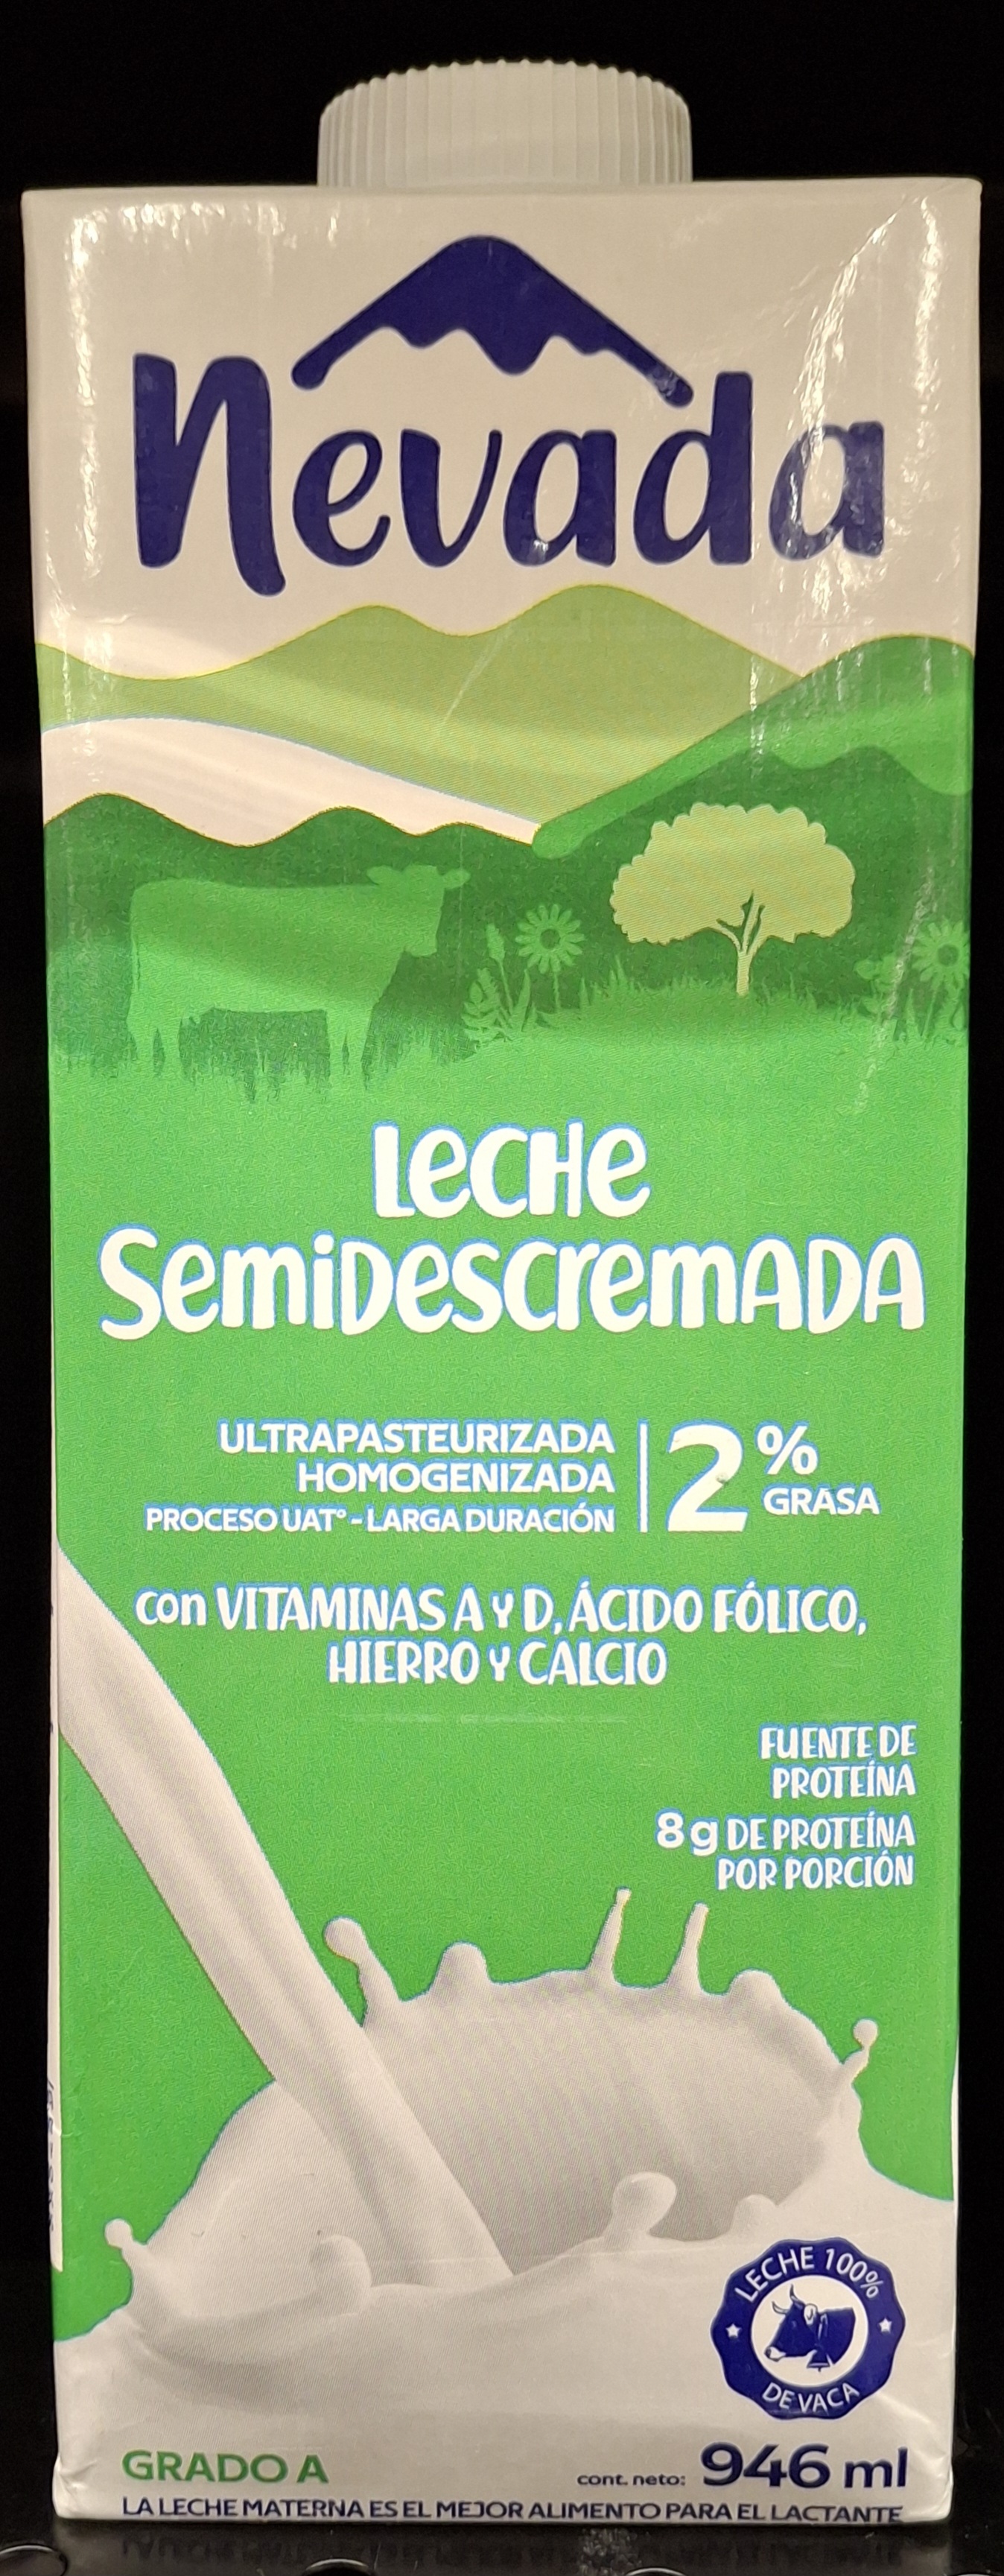 Nevada
Leche
Semidescremada
ULTRAPASTEURIZADA
HOMOGENIZADA
PROCESO UAT° - LARGA DURACIÓN
2%
GRASA
con VITAMINAS A Y D, ÁCIDO FÓLICO,
HIERRO Y CALCIO
FUENTE DE
PROTEÍNA
8g DE PROTEÍNA
POR PORCIÓN
LECHE 100%
DE VACA
GRADO A
cont. neto: 946 ml
LA LECHE MATERNA ES EL MEJOR ALIMENTO PARA EL LACTANTE